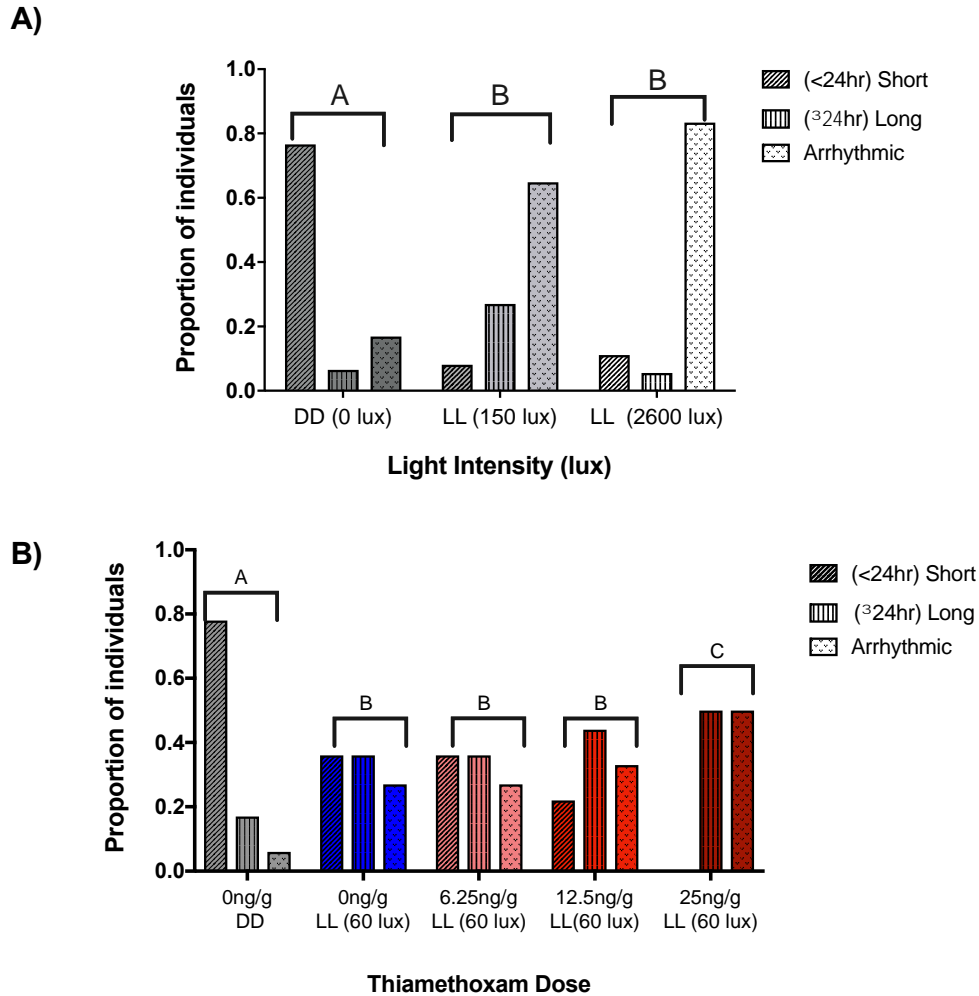 A)
1.0
0.8
0.6
0.4
0.2
0.0
Proportion of individuals
A
B
B
(<24hr) Short
(³24hr) Long
Arrhythmic
DD (0 lux)
LL (150 lux)
LL (2600 lux)
Light Intensity (lux)
B)
1.0
0.8
0.6
0.4
0.2
0.0
Proportion of individuals
A
B
B
B
C
(<24hr) Short
(³24hr) Long
Arrhythmic
0ng/g
DD
0ng/g
LL (60 lux)
6.25ng/g
LL (60 lux)
12.5ng/g
LL(60 lux)
25ng/g
LL (60 lux)
Thiamethoxam Dose